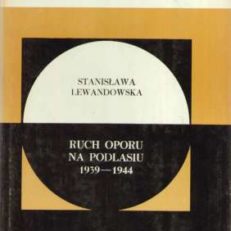 STANISŁAWA
LEWANDOWSKA
RUCH OPORU
NA PODLASIU
1939—1944